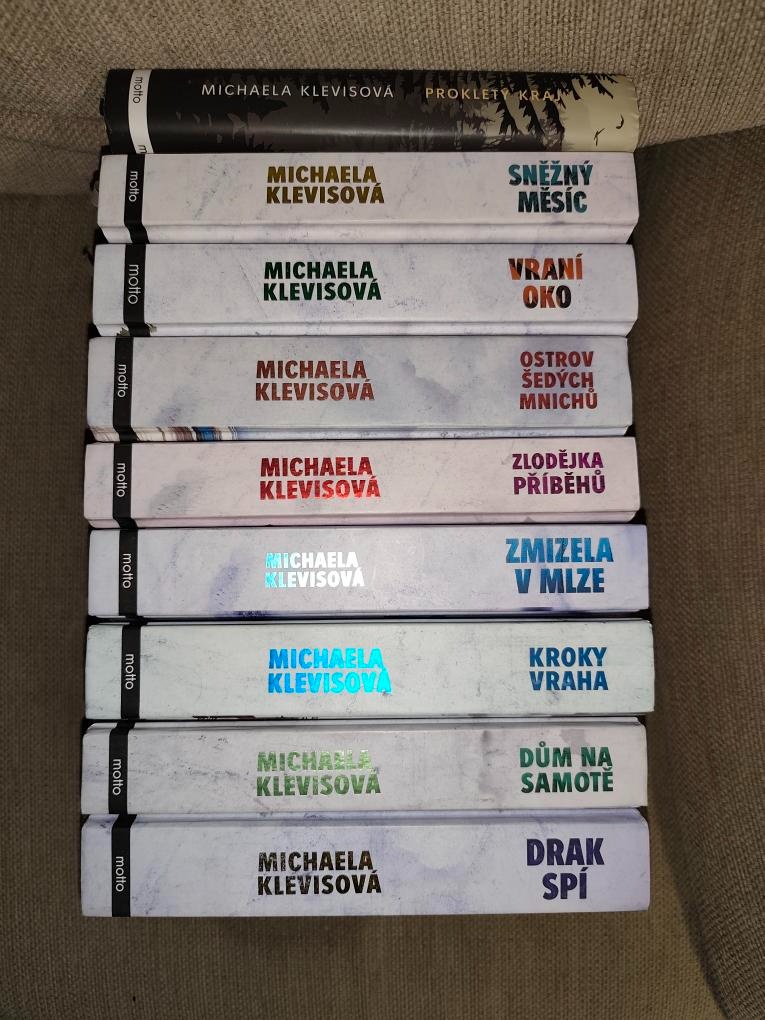 motto
MICHAELA KLEVISOVÁ PROKLETÝ KRAJ
m
motto
MICHAELA
KLEVISOVÁ
SNĚŽNÝ
MĚSÍC
motto
MICHAELA
KLEVISOVÁ
VRANÍ
OKO
motto
MICHAELA
KLEVISOVÁ
OSTROV
ŠEDÝCH
MNICHŮ
motto
MICHAELA
KLEVISOVÁ
ZLODĚJKA
PŘÍBĚHŮ
motto
MICHAELA
KLEVISOVÁ
ZMIZELA
V MLZE
motto
MICHAELA
KLEVISOVÁ
KROKY
VRAHA
motto
MICHAELA
KLEVISOVÁ
DŮM NA
SAMOTĚ
motto
MICHAELA
KLEVISOVÁ
DRAK
SPÍ